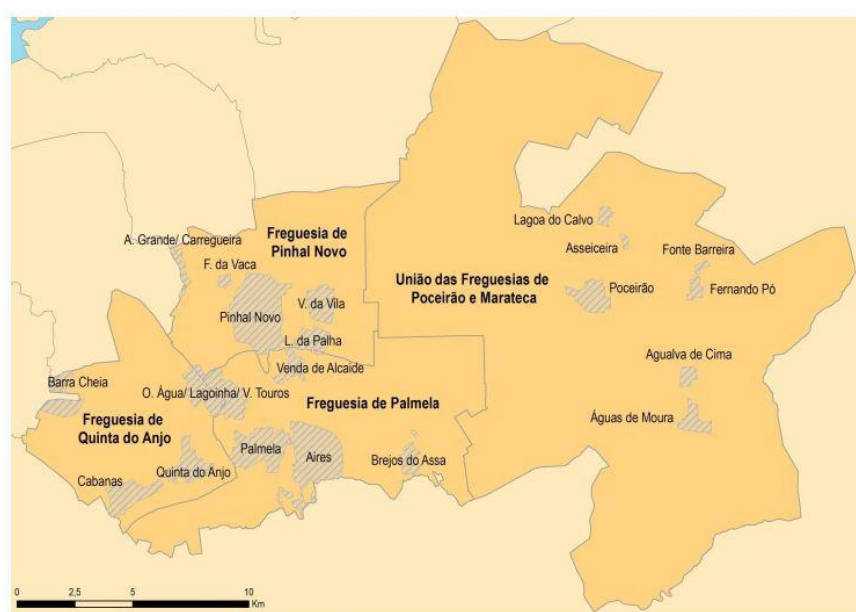 Lagoa do Calvo
A. Grande/ Carregueira
Freguesia de
Pinhal Novo
Asseiceira
Fonte Barreira
F. da Vaca
União das Freguesias de
Poceirão e Marateca
Poceirão
Fernando Pó
V. da Vila
Pinhal Novo
L. da Palha
Agualva de Cima
Venda de Alcaide
Barra Cheia
O. Água/ Lagoinha/ V. Touros
Freguesia de Palmela
Águas de Moura
Freguesia de
Quinta do Anjo
Palmela
Aires
Brejos do Assa
Quinta do Anjo
Cabanas
0 2,5 5 10
Km